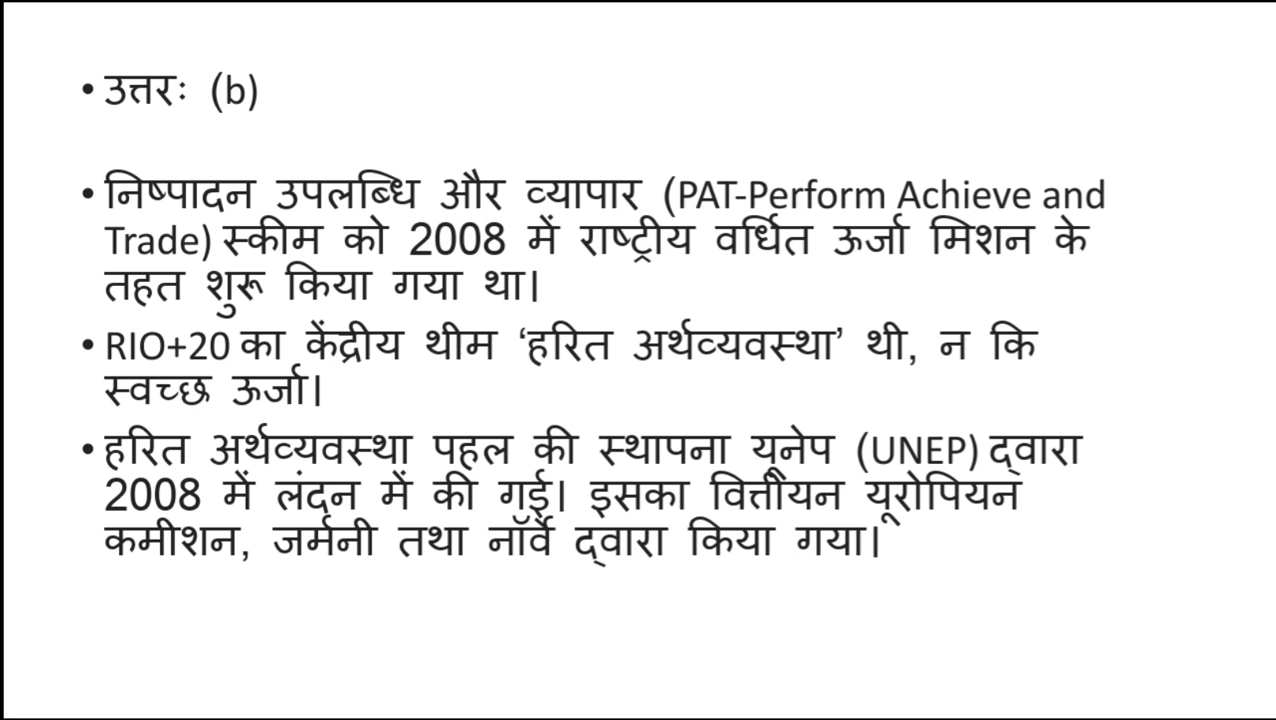 • उत्तरः (b)
• निष्पादन उपलब्धि और व्यापार (PAT-Perform Achieve and
Trade) स्कीम को 2008 में राष्ट्रीय वर्धित ऊर्जा मिशन के
तहत शुरू किया गया था।
• RIO+20 का केंद्रीय थीम ‘हरित अर्थव्यवस्था’ थी, न कि
स्वच्छ ऊर्जा।
• हरित अर्थव्यवस्था पहल की स्थापना यूनेप (UNEP) द्वारा
2008 में लंदन में की गई। इसका वित्तीयन यूरोपियन
कमीशन, जर्मनी तथा नॉर्वे द्वारा किया गया।